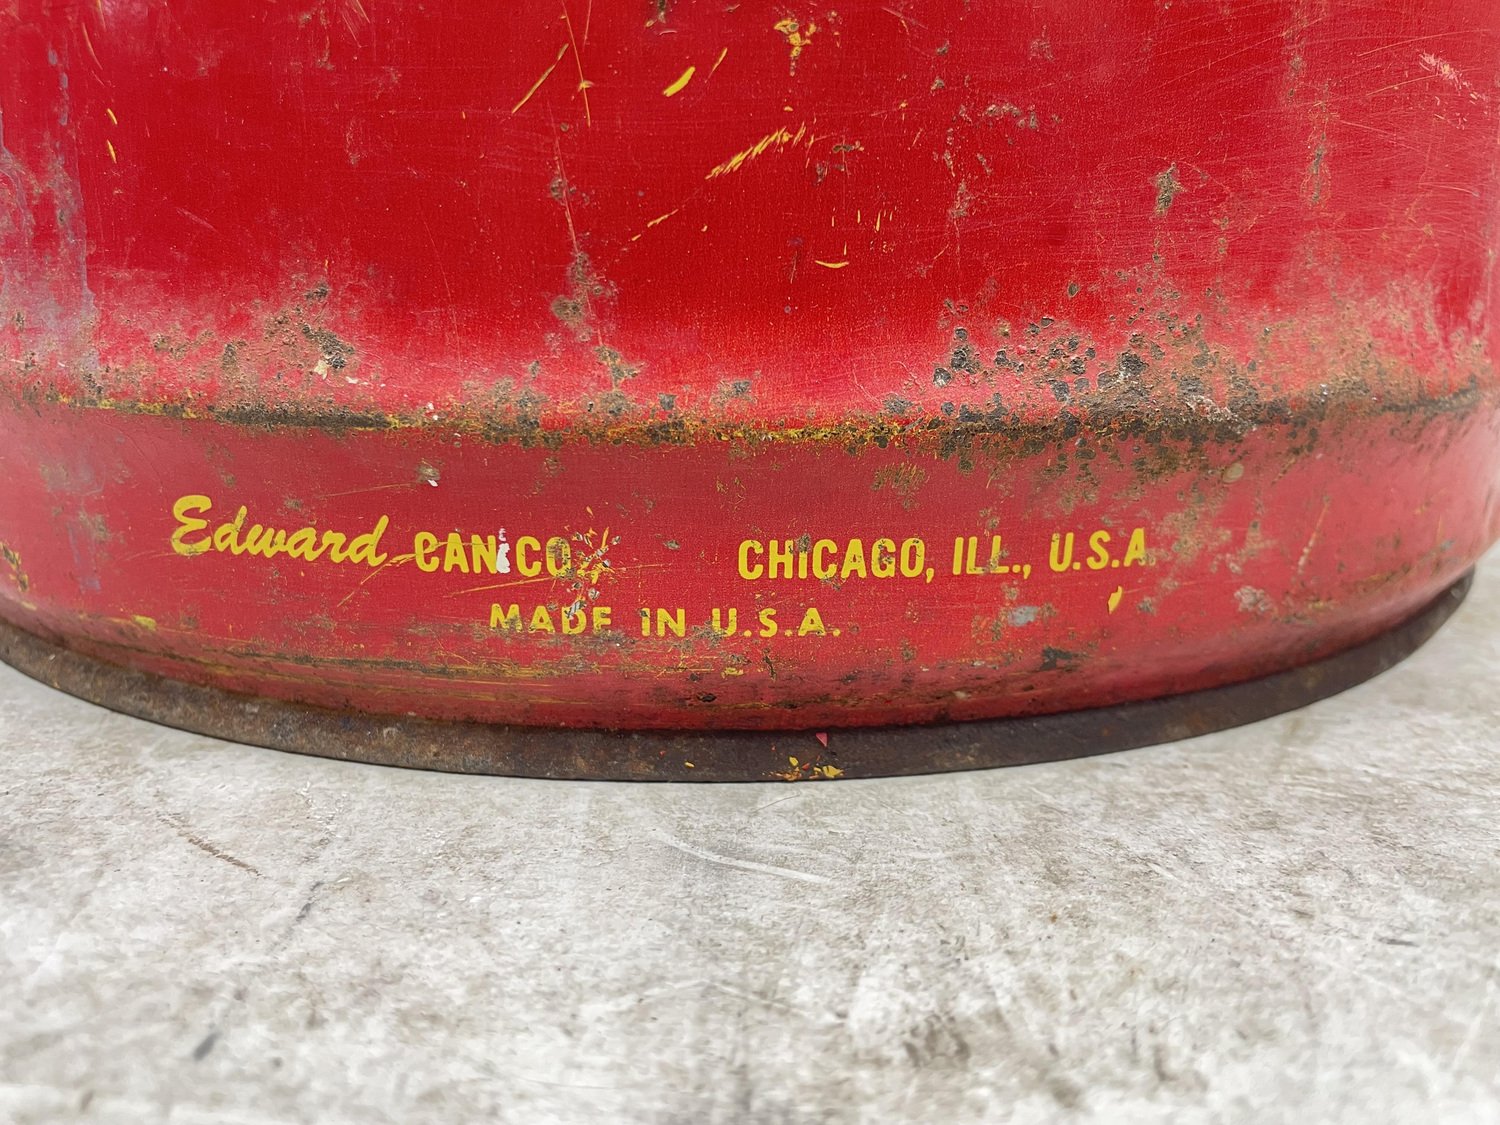 Edward CAN CO. CHICAGO, ILL., U.S.A.
MADE IN U.S.A.